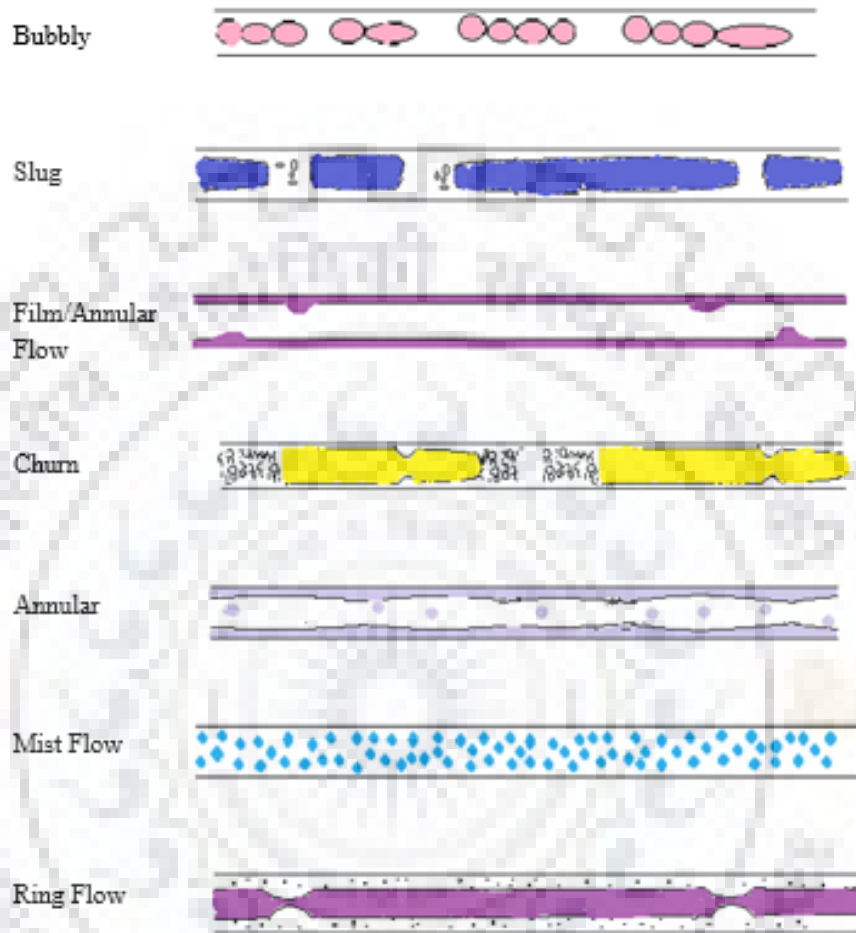 Bubbly
Slug
Film/Annular
Flow
Churn
Annular
Mist Flow
Ring Flow